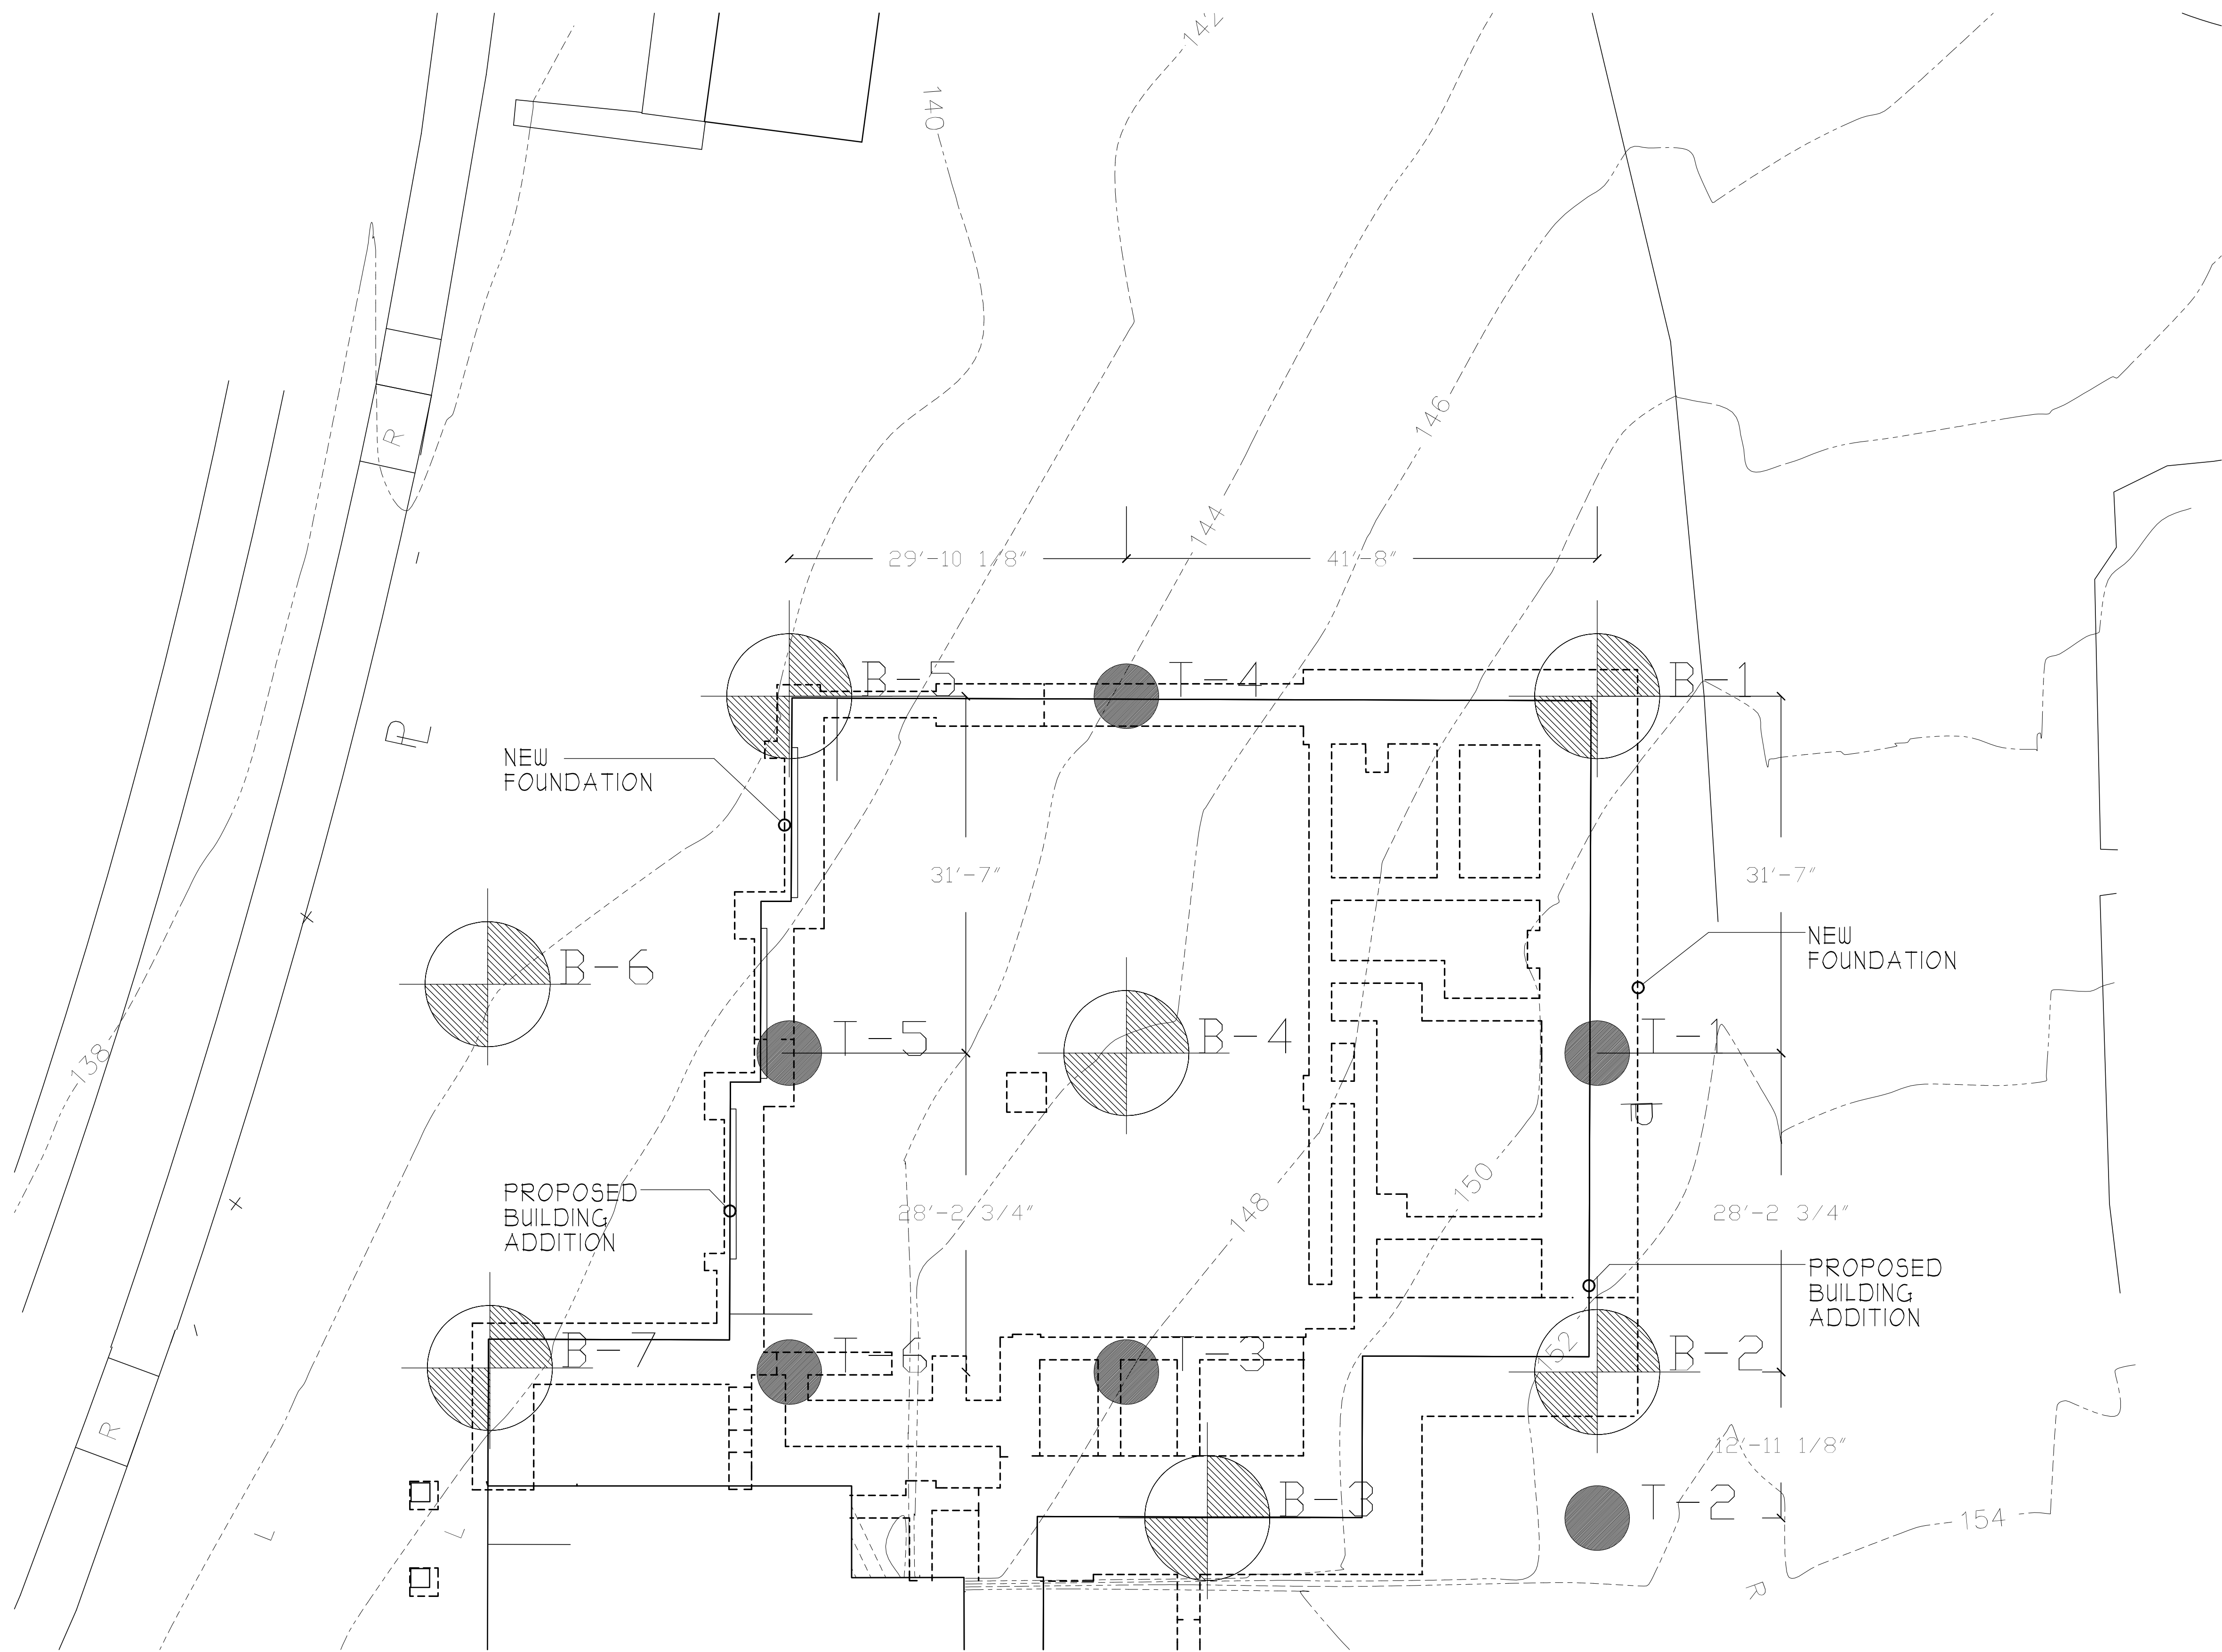 142
140
146
144
29'-10 1/8"
41'-8"
R
B-5
T-4
B-1
PL
NEW
FOUNDATION
31'-7"
31'-7"
NEW
FOUNDATION
B-6
T-5
B-4
T-1
138
P
PROPOSED
BUILDING
ADDITION
150
148
28'-2 3/4"
28'-2 3/4"
PROPOSED
BUILDING
ADDITION
B-7
T-6
T-3
152
B-2
R
12'-11 1/8"
B-3
T-2
154
L
L
R